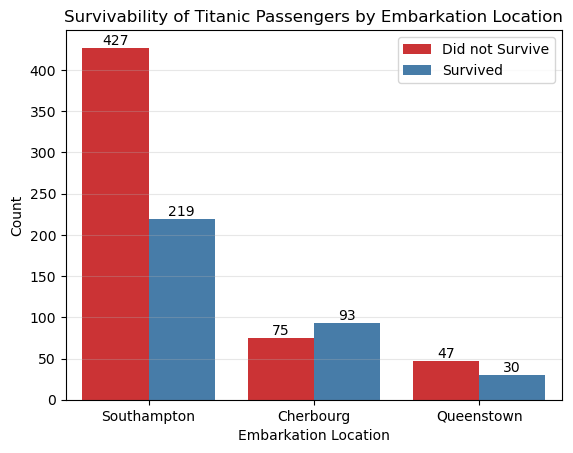 Survivability of Titanic Passengers by Embarkation Location
427
Did not Survive
Survived
400
350
300
250
219
200
150
100
93
75
50
47
30
0
Count
Southampton Cherbourg Queenstown
Embarkation Location